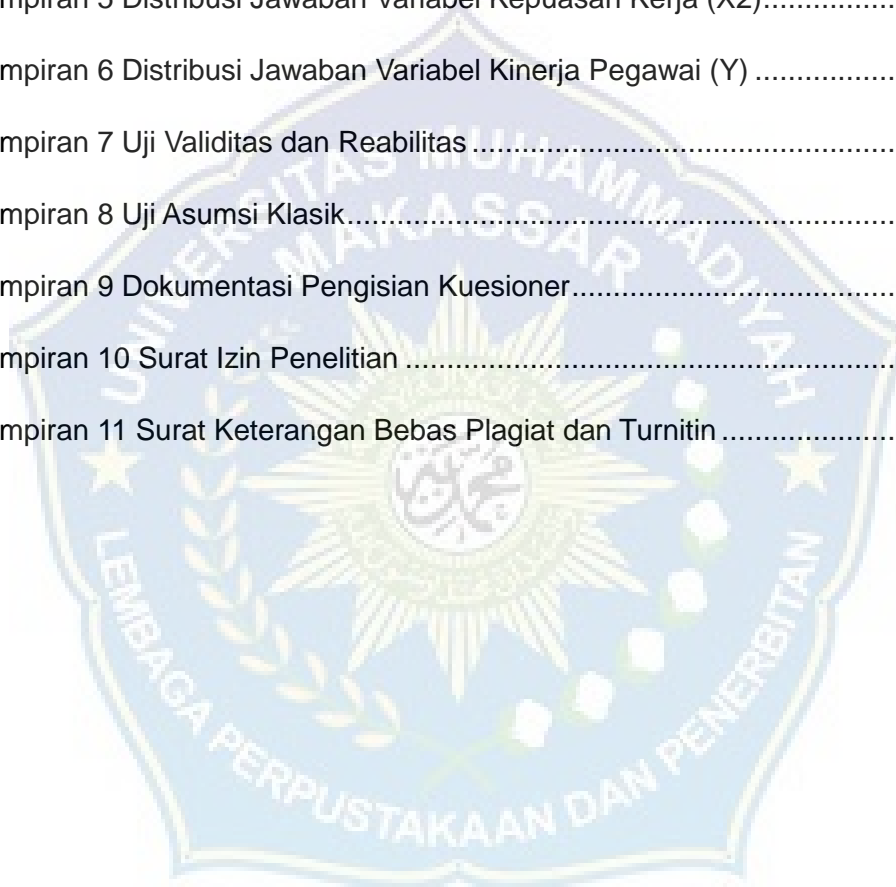 mpiran 5 Distribusi Jawaban Variabel Kepuasan Kerja (X2)...............
mpiran 6 Distribusi Jawaban Variabel Kinerja Pegawai (Y) .................
mpiran 7 Uji Validitas dan Reabilitas ....................................................
mpiran 8 Uji Asumsi Klasik...................................................................
mpiran 9 Dokumentasi Pengisian Kuesioner........................................
mpiran 10 Surat Izin Penelitian ............................................................
mpiran 11 Surat Keterangan Bebas Plagiat dan Turnitin .....................
UNIVERSITAS MUHAMMADIYAH
MAKASSAR
LEMBAGA PERPUSTAKAAN DAN PENERBITAN